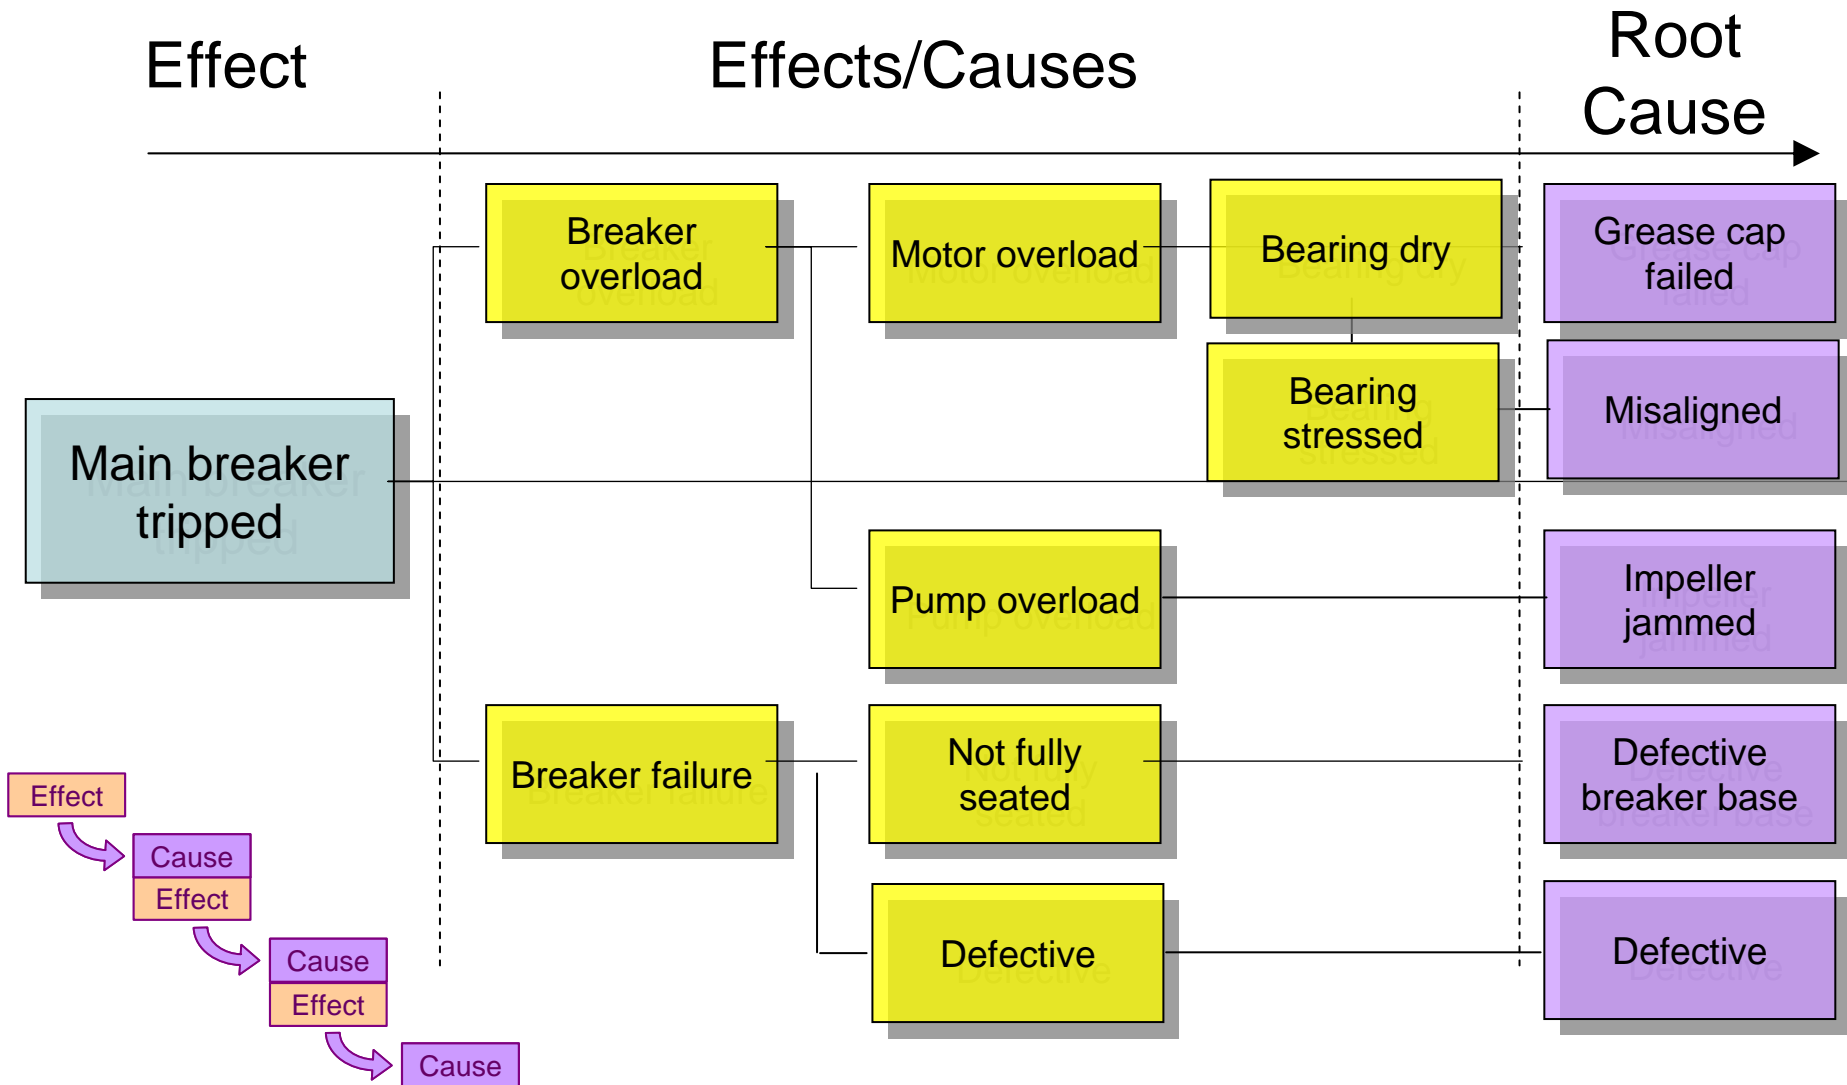 Effect
Effects/Causes
Root
Cause
Breaker
overload
Motor overload
Bearing dry
Grease cap
failed
Bearing
stressed
Misaligned
Main breaker
tripped
Pump overload
Impeller
jammed
Breaker failure
Not fully
seated
Defective
breaker base
Defective
Defective
Effect
Cause
Effect
Cause
Effect
Cause